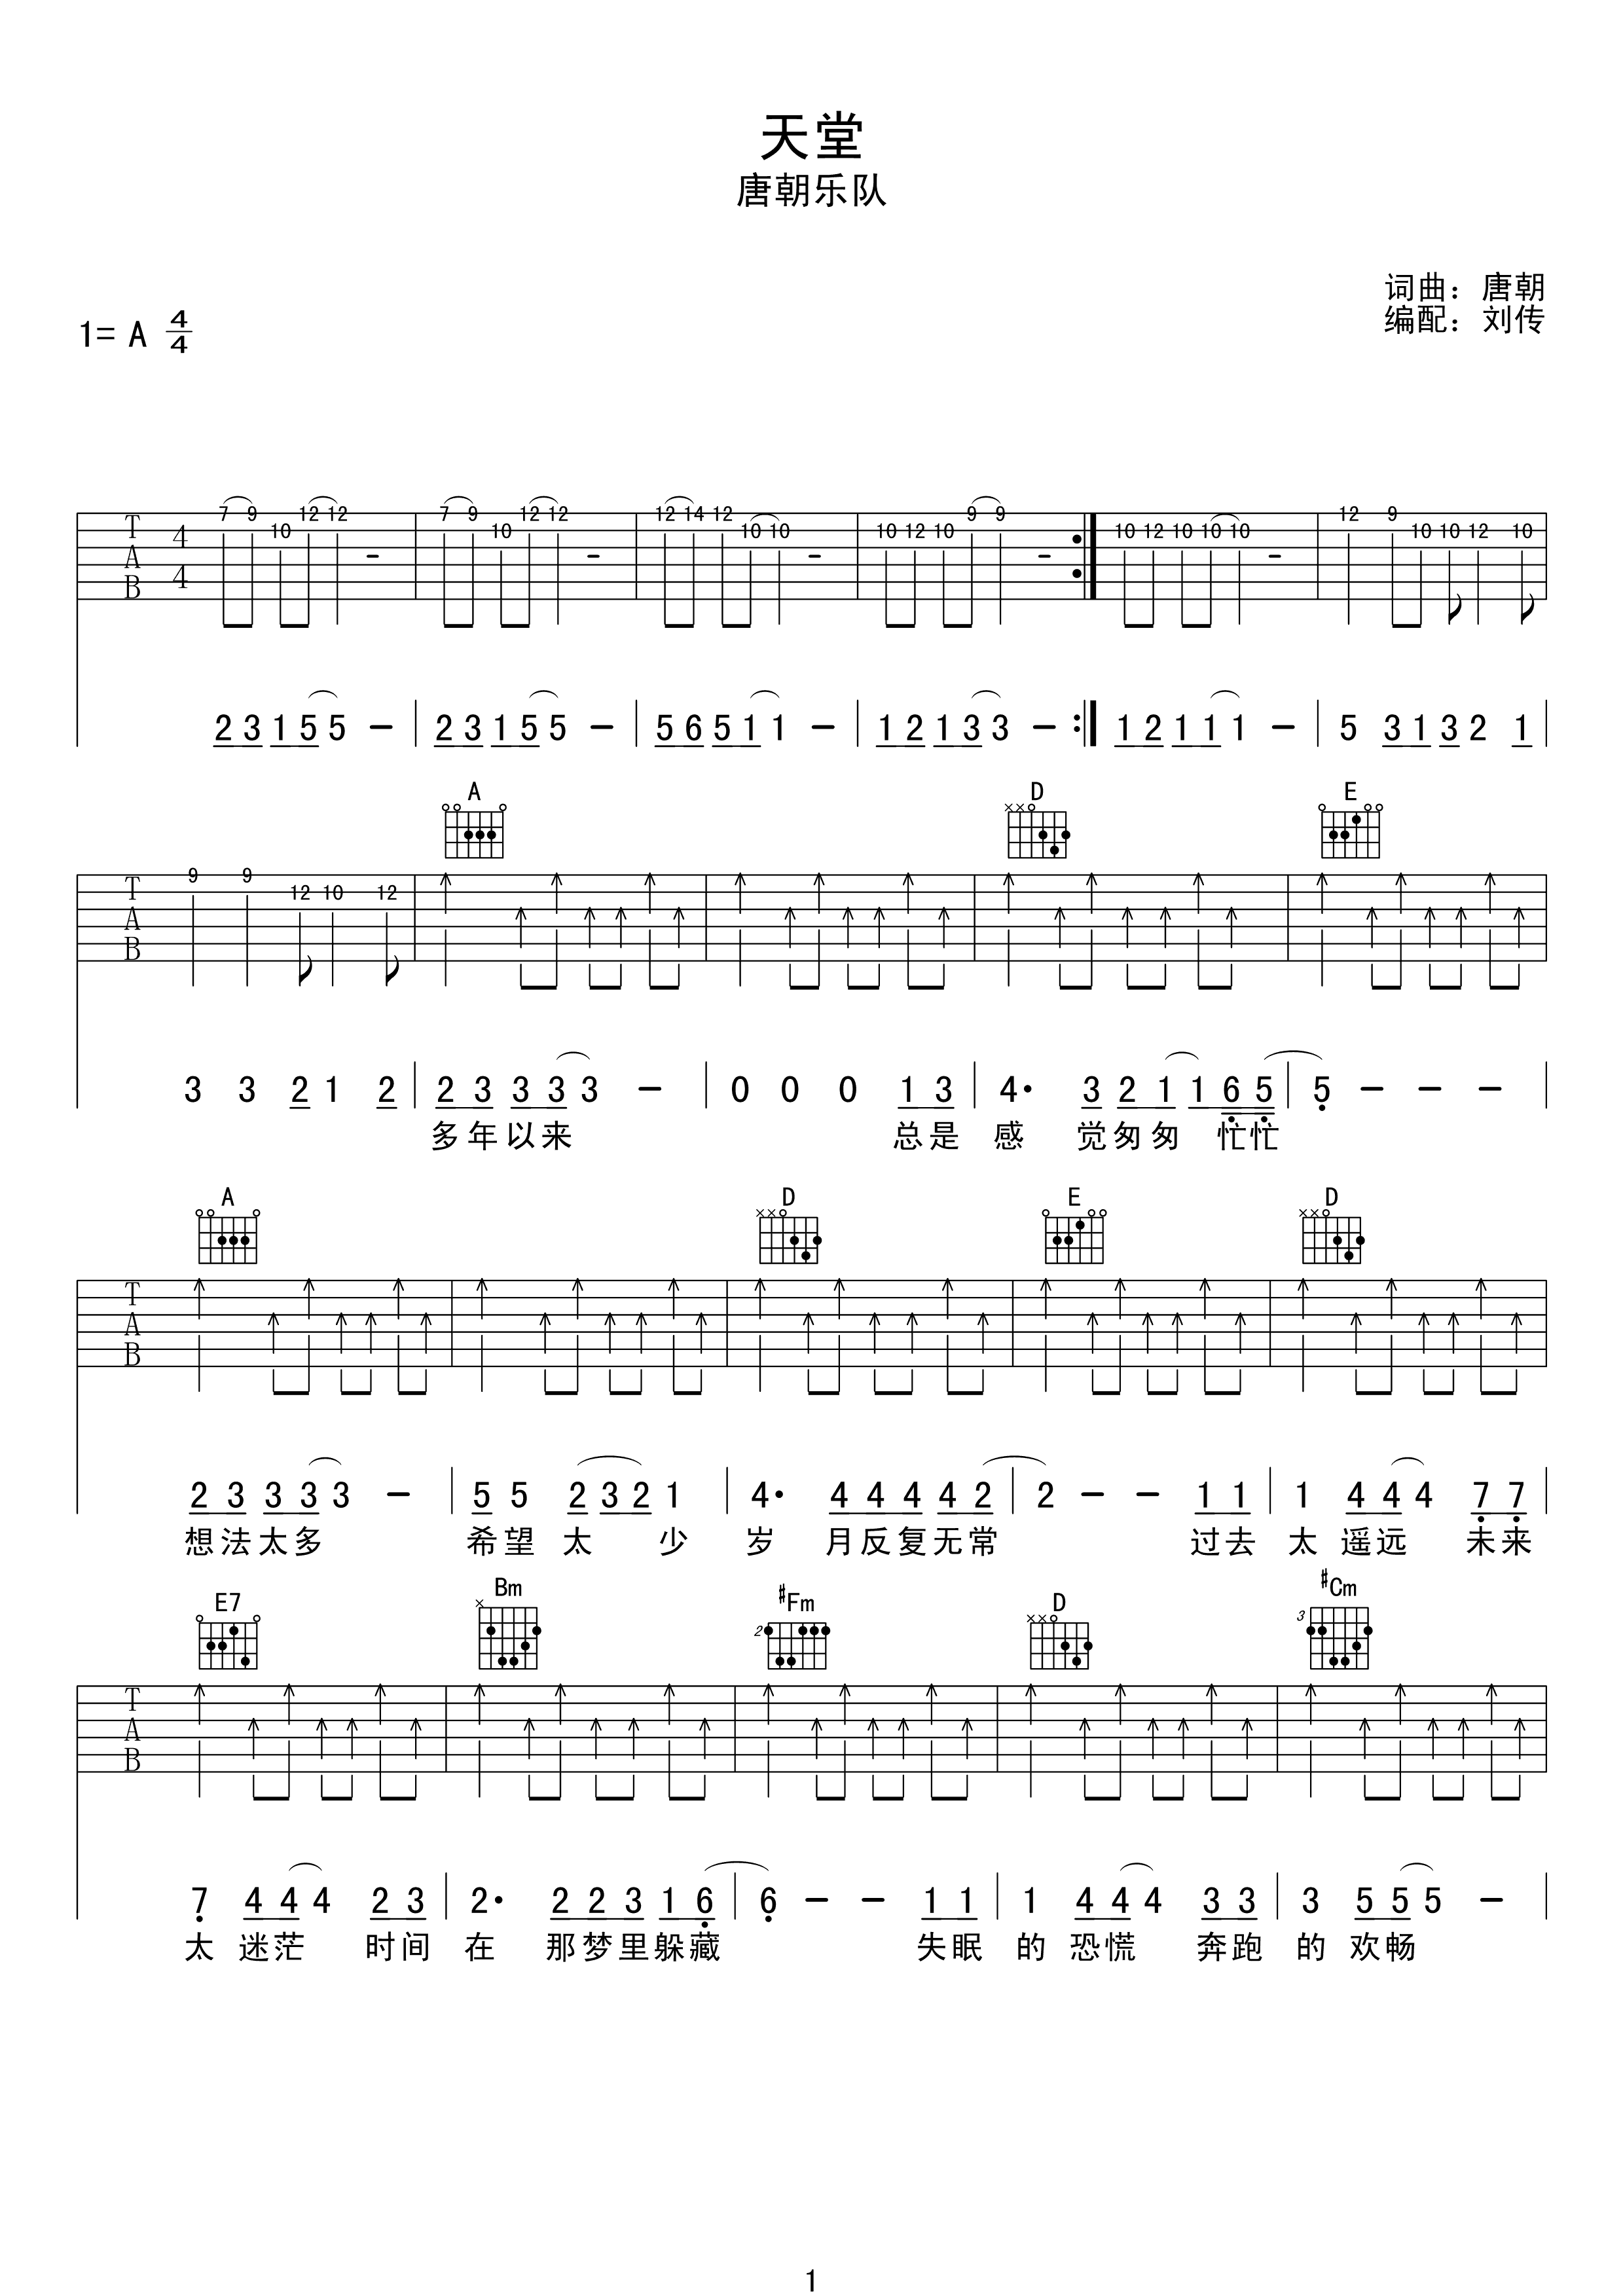 天堂
唐朝乐队
词曲：唐朝
编配：刘传
1= A 4/4
7 9 10 12 12 7 9 10 12 12 12 14 12 10 10 10 12 10 9 9 10 12 10 10 10 12 9 10 10 12 10
T A B 4 4
2 3 1 5 5 – | 2 3 1 5 5 – | 5 6 5 1 1 – | 1 2 1 3 3 – :| 1 2 1 1 1 – | 5 3 1 3 2 1 |
A D E
9 9 12 10 12
T A B
3 3 2 1 2 | 2 3 3 3 3 – | 0 0 0 1 3 | 4· 3 2 1 1 6 5 | 5 – – – |
多年以来 总是 感 觉匆匆 忙忙
A D E D
T A B
2 3 3 3 3 – | 5 5 2 3 2 1 | 4· 4 4 4 4 2 | 2 – – 1 1 | 1 4 4 4 7 7 |
想法太多 希望 太 少 岁 月反复无常 过去 太 遥远 未来
E7 Bm #Fm D #Cm
2 3
T A B
7 4 4 4 2 3 | 2· 2 2 3 1 6 | 6 – – 1 1 | 1 4 4 4 3 3 | 3 5 5 5 – |
太 迷茫 时间 在 那梦里躲藏 失眠 的 恐慌 奔跑 的 欢畅
1